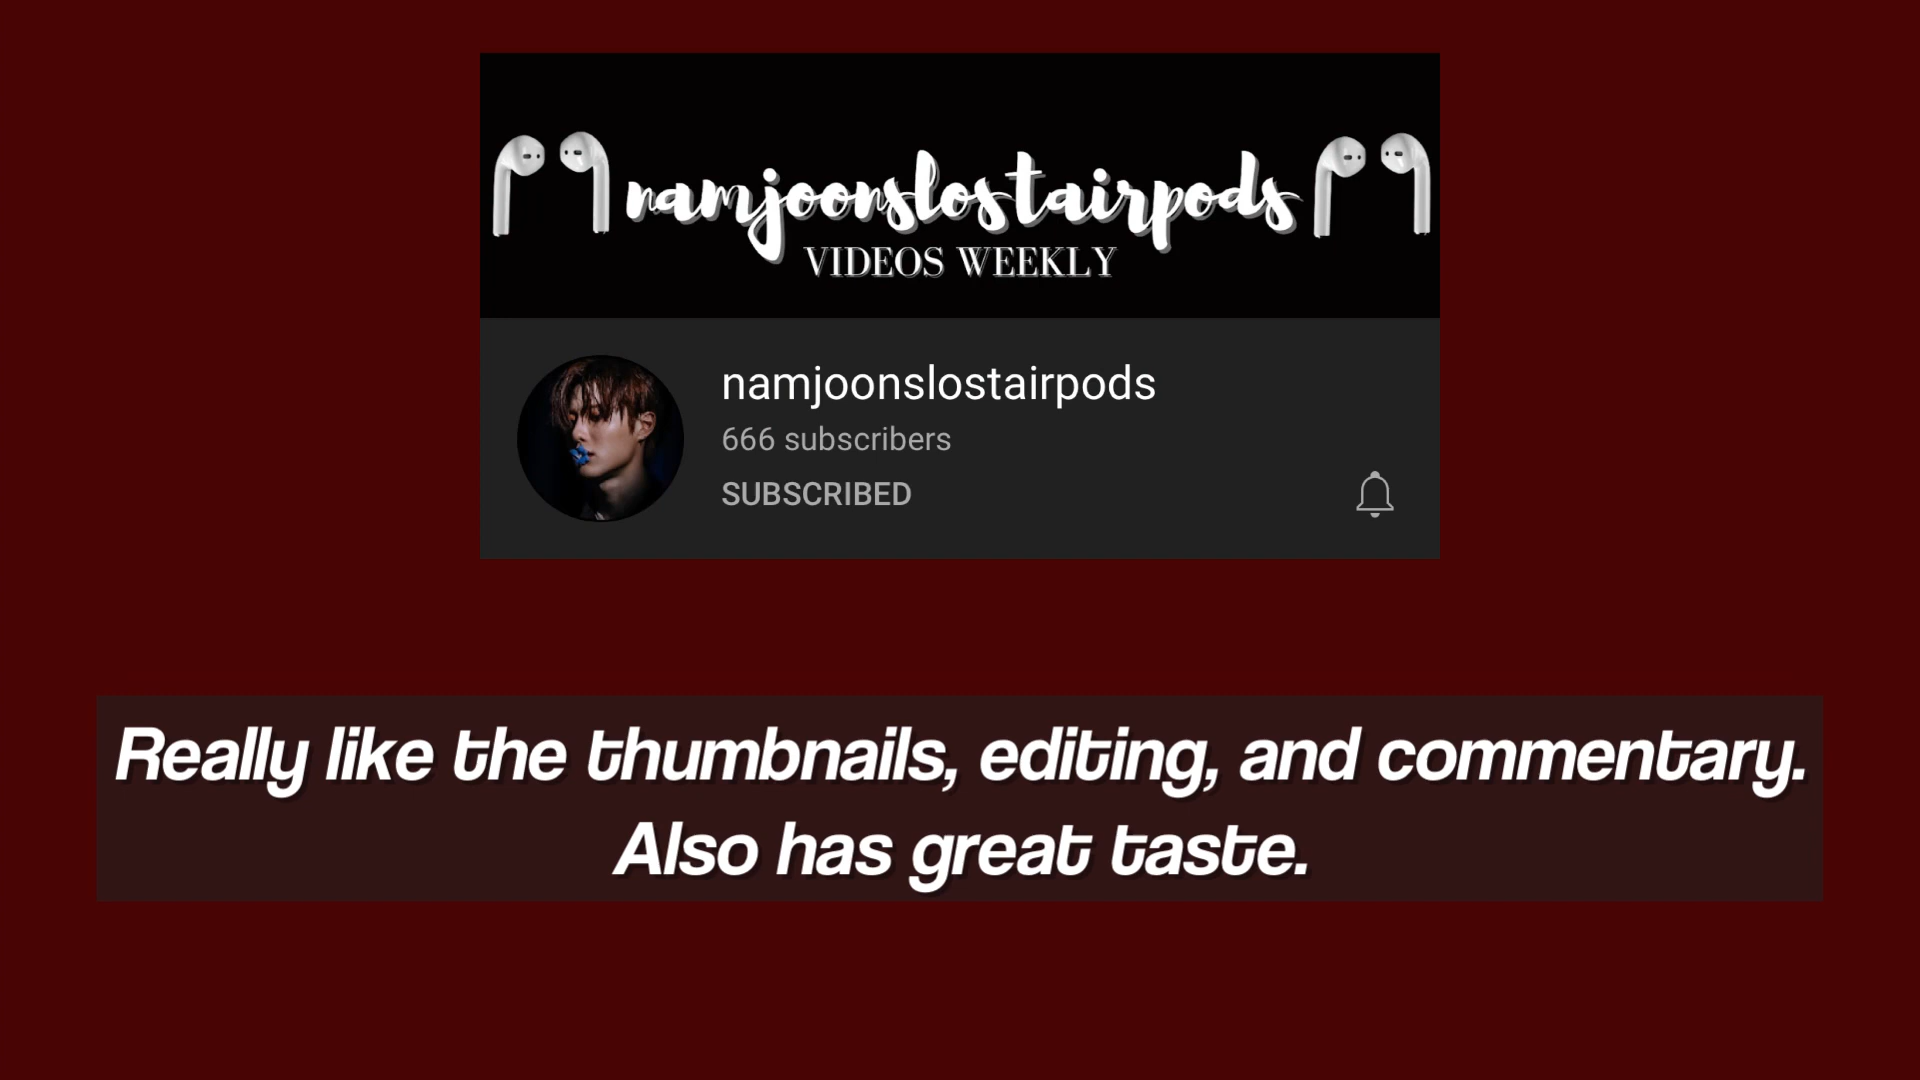 namjoonslostairpods
VIDEOS WEEKLY
namjoonslostairpods
666 subscribers
SUBSCRIBED
Really like the thumbnails, editing, and commentary.
Also has great taste.